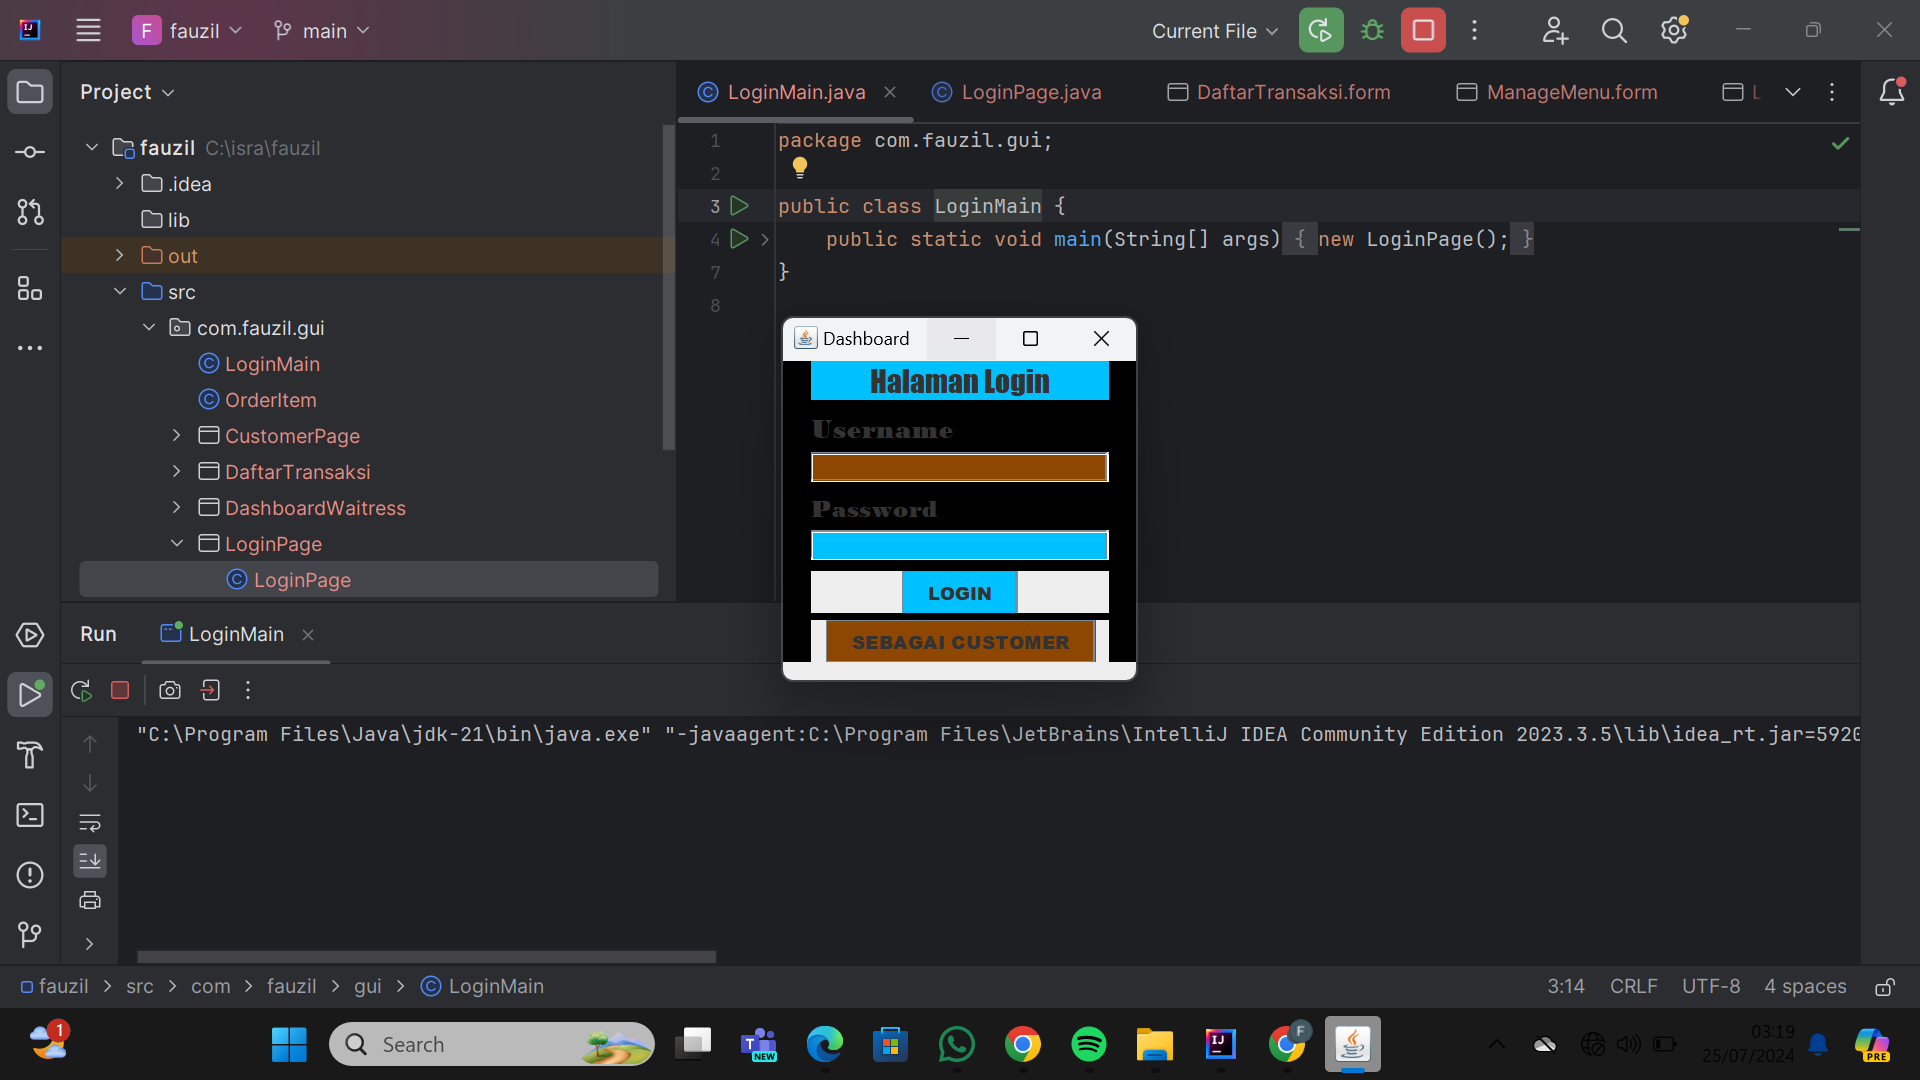 F fauzil main Current File
Project
LoginMain.java LoginPage.java DaftarTransaksi.form ManageMenu.form
fauzil C:\isra\fauzil
.idea
lib
out
src
com.fauzil.gui
LoginMain
OrderItem
CustomerPage
DaftarTransaksi
DashboardWaitress
LoginPage
LoginPage
1 package com.fauzil.gui;
2
3 public class LoginMain {
4 public static void main(String[] args) { new LoginPage(); }
7 }
8
Dashboard
Halaman Login
Username
Password
LOGIN
SEBAGAI CUSTOMER
Run LoginMain
"C:\Program Files\Java\jdk-21\bin\java.exe" "-javaagent:C:\Program Files\JetBrains\IntelliJ IDEA Community Edition 2023.3.5\lib\idea_rt.jar=5920
fauzil > src > com > fauzil > gui > LoginMain 3:14 CRLF UTF-8 4 spaces
1 Search T NEW IJ F PRE
03:19
25/07/2024